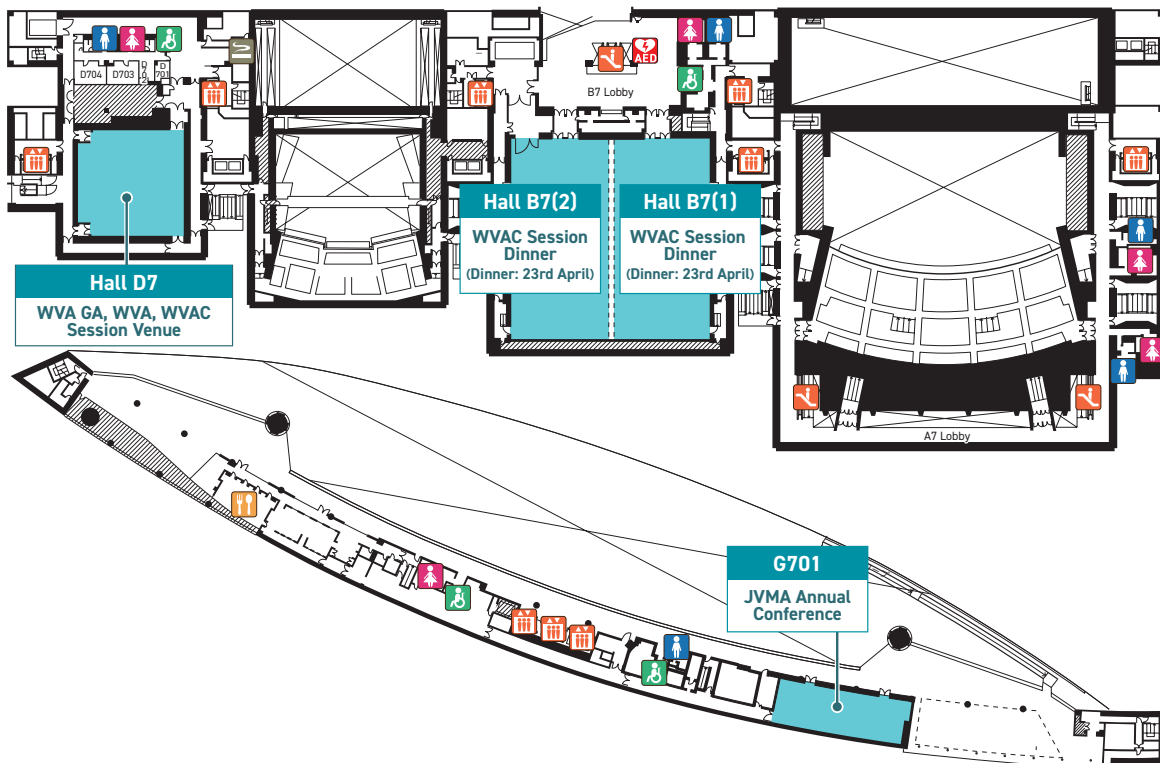 D704
D703
D
70
D
701
AED
B7 Lobby
Hall B7(2)
WVAC Session
Dinner
(Dinner: 23rd April)
Hall B7(1)
WVAC Session
Dinner
(Dinner: 23rd April)
Hall D7
WVA GA, WVA, WVAC
Session Venue
A7 Lobby
G701
JVMA Annual
Conference